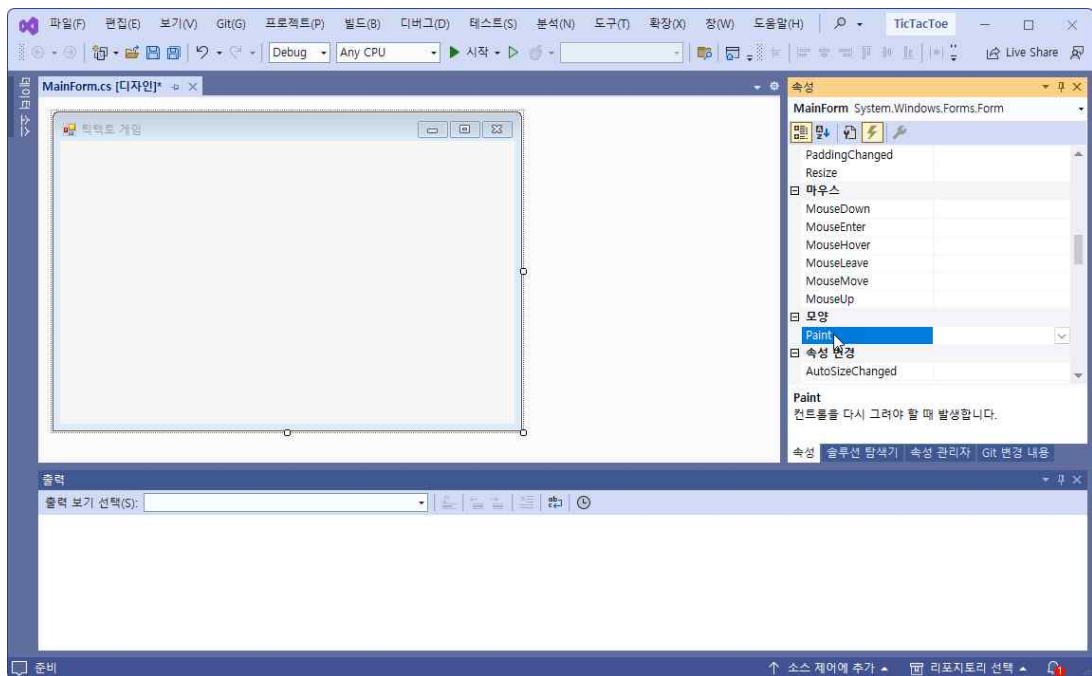 파일(F) 편집(E) 보기(V) Git(G) 프로젝트(P) 빌드(B) 디버그(D) 테스트(S) 분석(N) 도구(T) 확장(X) 창(W) 도움말(H) TicTacToe
Debug Any CPU 시작 Live Share
데이터 소스
MainForm.cs [디자인]*
틱택토 게임
속성
MainForm System.Windows.Forms.Form
PaddingChanged
Resize
마우스
MouseDown
MouseEnter
MouseHover
MouseLeave
MouseMove
MouseUp
모양
Paint
속성 변경
AutoSizeChanged
Paint
컨트롤을 다시 그려야 할 때 발생합니다.
속성 솔루션 탐색기 속성 관리자 Git 변경 내용
출력
출력 보기 선택(S):
준비 소스 제어에 추가 리포지토리 선택 1